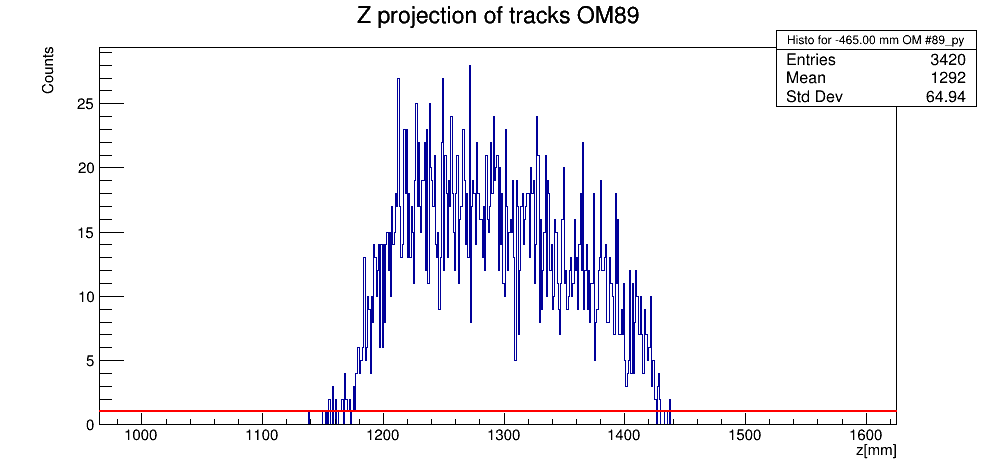 Z projection of tracks OM89
Histo for -465.00 mm OM #89_py
Entries 3420
Mean 1292
Std Dev 64.94
Counts
25
20
15
10
5
0
1000 1100 1200 1300 1400 1500 1600
z[mm]